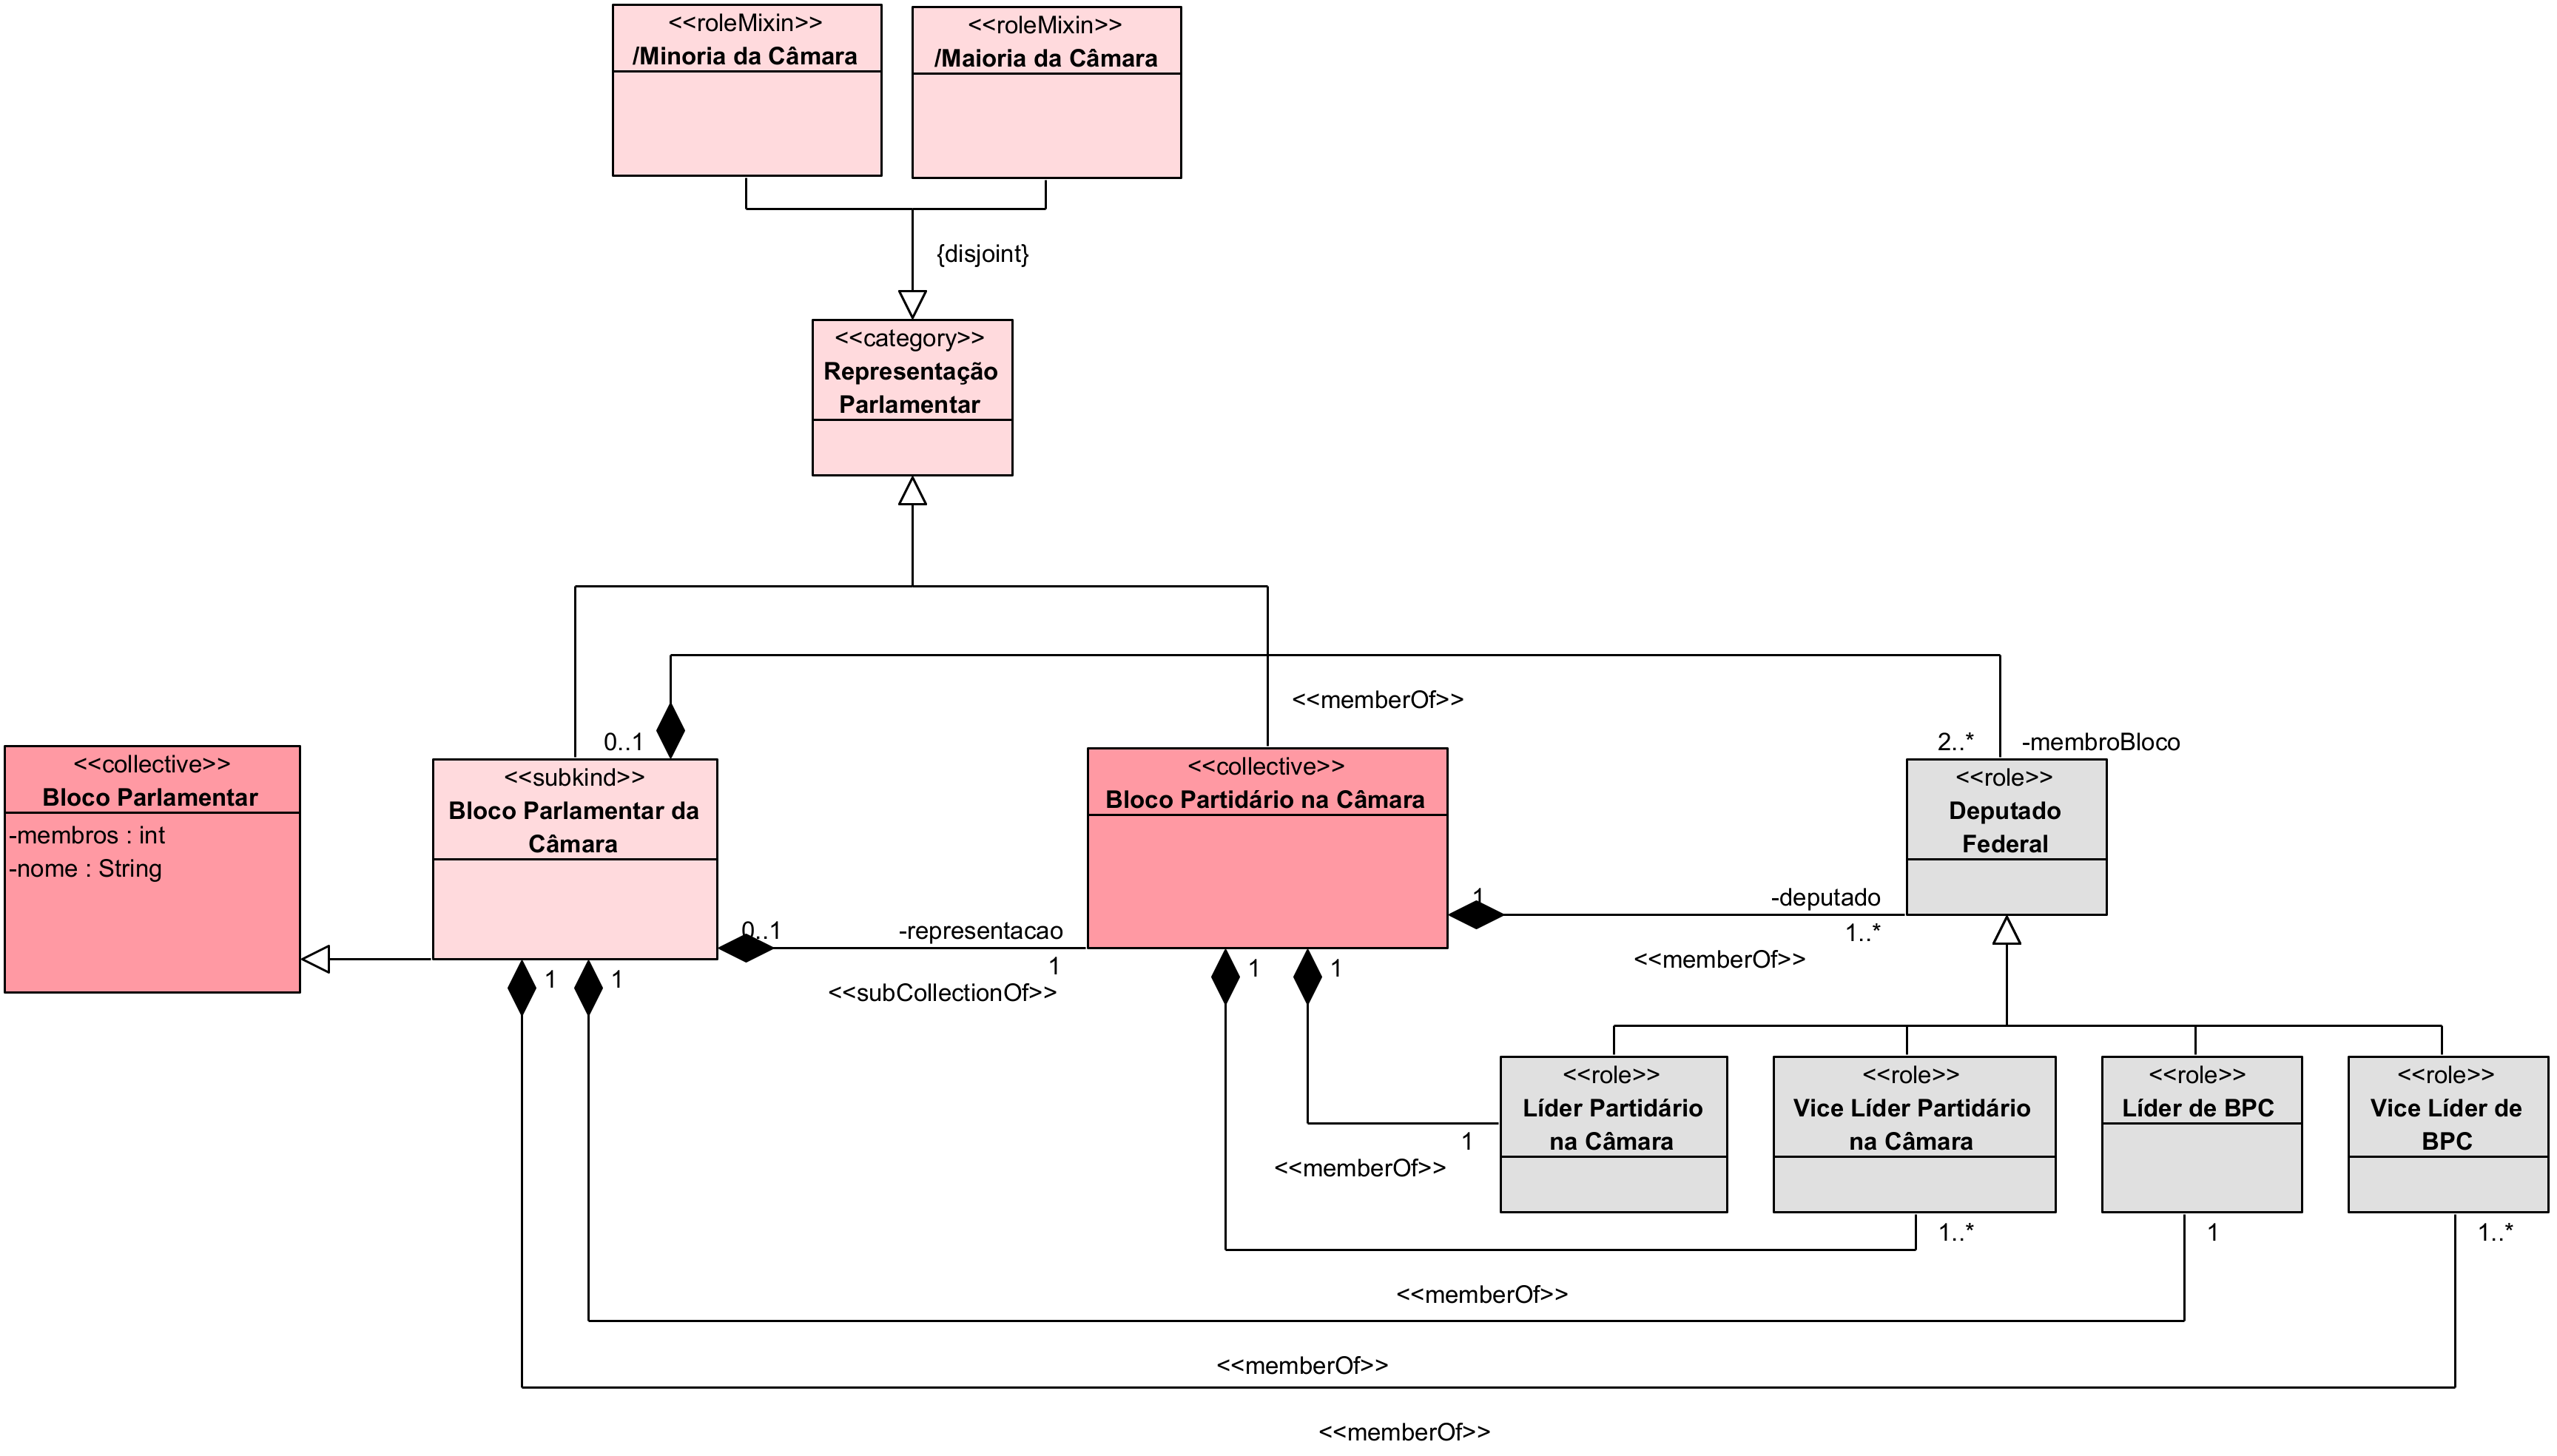 <<roleMixin>>
/Minoria da Câmara
<<roleMixin>>
/Maioria da Câmara
{disjoint}
<<category>>
Representação
Parlamentar
<<memberOf>>
0..1
2..*
-membroBloco
<<collective>>
Bloco Parlamentar
-membros : int
-nome : String
<<subkind>>
Bloco Parlamentar da
Câmara
<<collective>>
Bloco Partidário na Câmara
<<role>>
Deputado
Federal
0..1
-representacao
1
<<subCollectionOf>>
1
-deputado
1..*
<<memberOf>>
1
1
1
1
<<role>>
Líder Partidário
na Câmara
<<role>>
Vice Líder Partidário
na Câmara
<<role>>
Líder de BPC
<<role>>
Vice Líder de
BPC
1
<<memberOf>>
1..*
1
1..*
<<memberOf>>
<<memberOf>>
<<memberOf>>